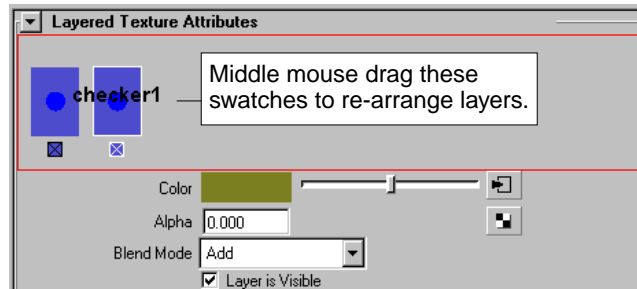 Layered Texture Attributes
checker1
Middle mouse drag these
swatches to re-arrange layers.
Color
Alpha 0.000
Blend Mode Add
Layer is Visible